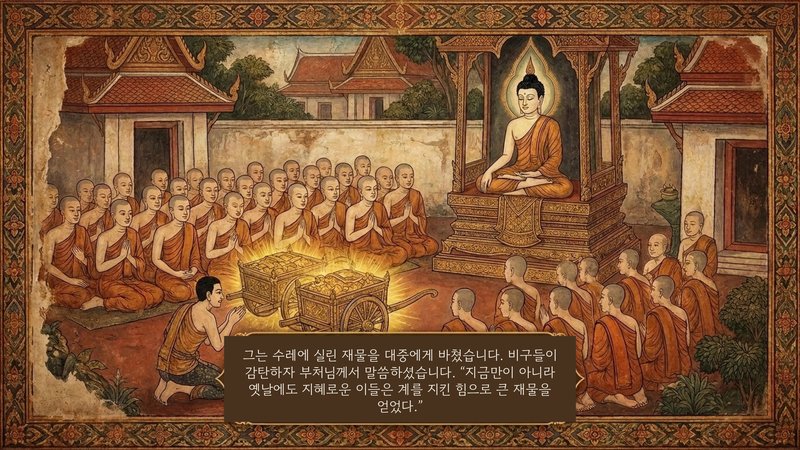 그는 수레에 실린 재물을 대중에게 바쳤습니다. 비구들이
감탄하자 부처님께서 말씀하셨습니다. “지금만이 아니라
옛날에도 지혜로운 이들은 계를 지킨 힘으로 큰 재물을
얻었다.”